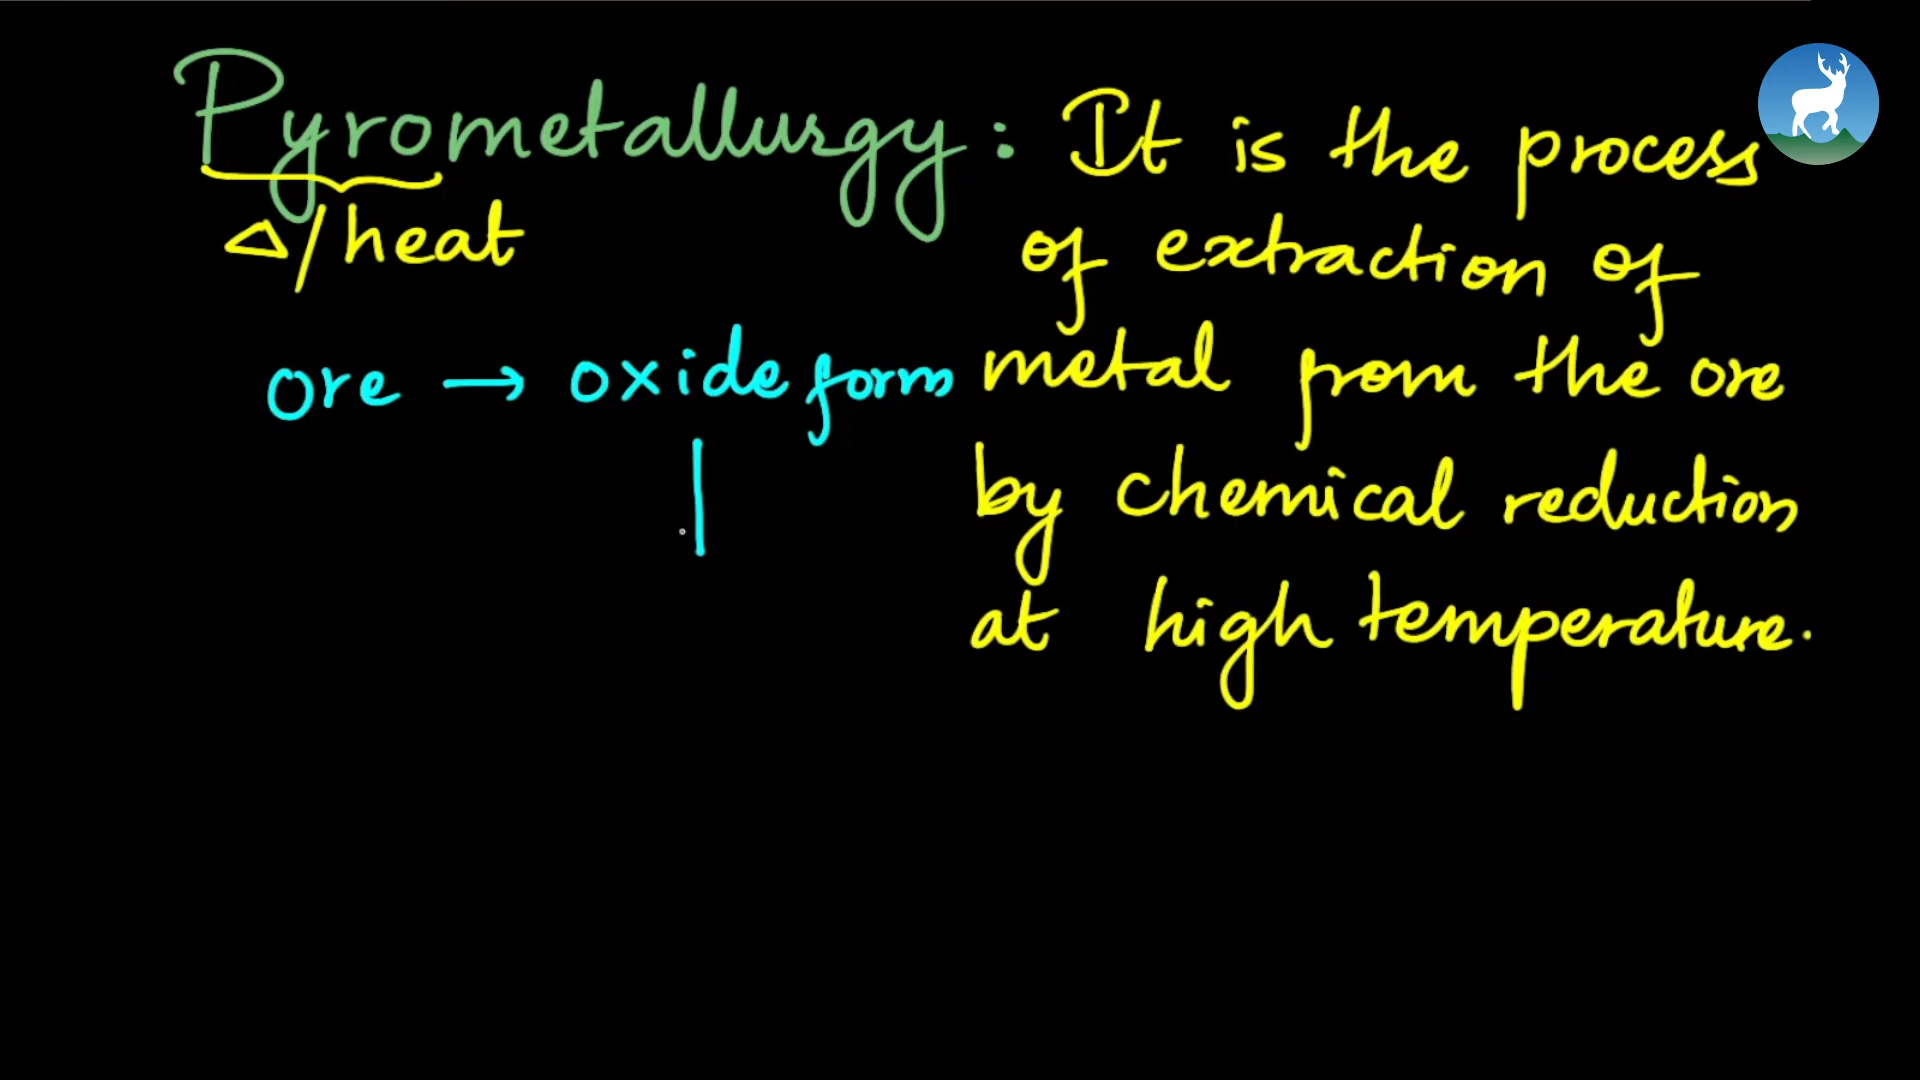 Pyrometallurgy : It is the process
Δ/heat
of extraction of
ore → oxide form
metal from the ore
by chemical reduction
at high temperature.